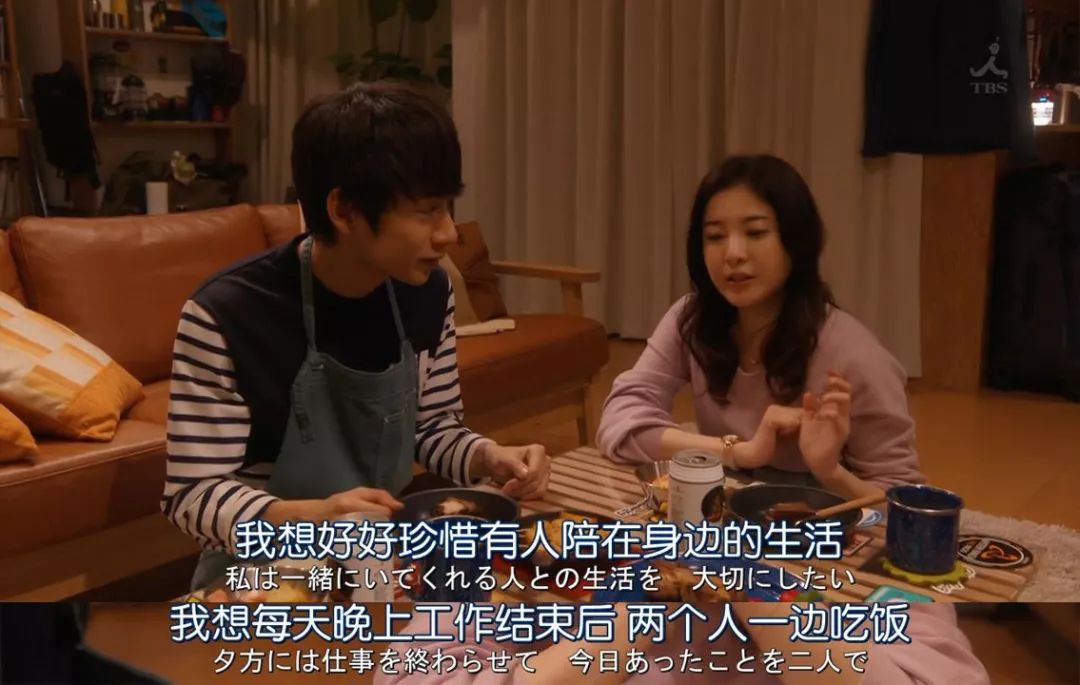 TBS
我想好好珍惜有人陪在身边的生活
私は一緒にいてくれる人との生活を 大切にしたい
我想每天晚上工作结束后 两个人一边吃饭
夕方には仕事を終わらせて 今日あったことを二人で